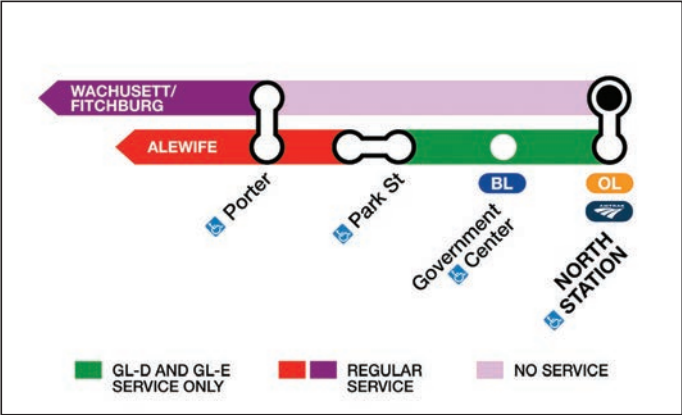 WACHUSETT/
FITCHBURG
ALEWIFE
Porter
Park St
BL
Government
Center
OL
AMTRAK
NORTH
STATION
GL-D AND GL-E
SERVICE ONLY
REGULAR
SERVICE
NO SERVICE